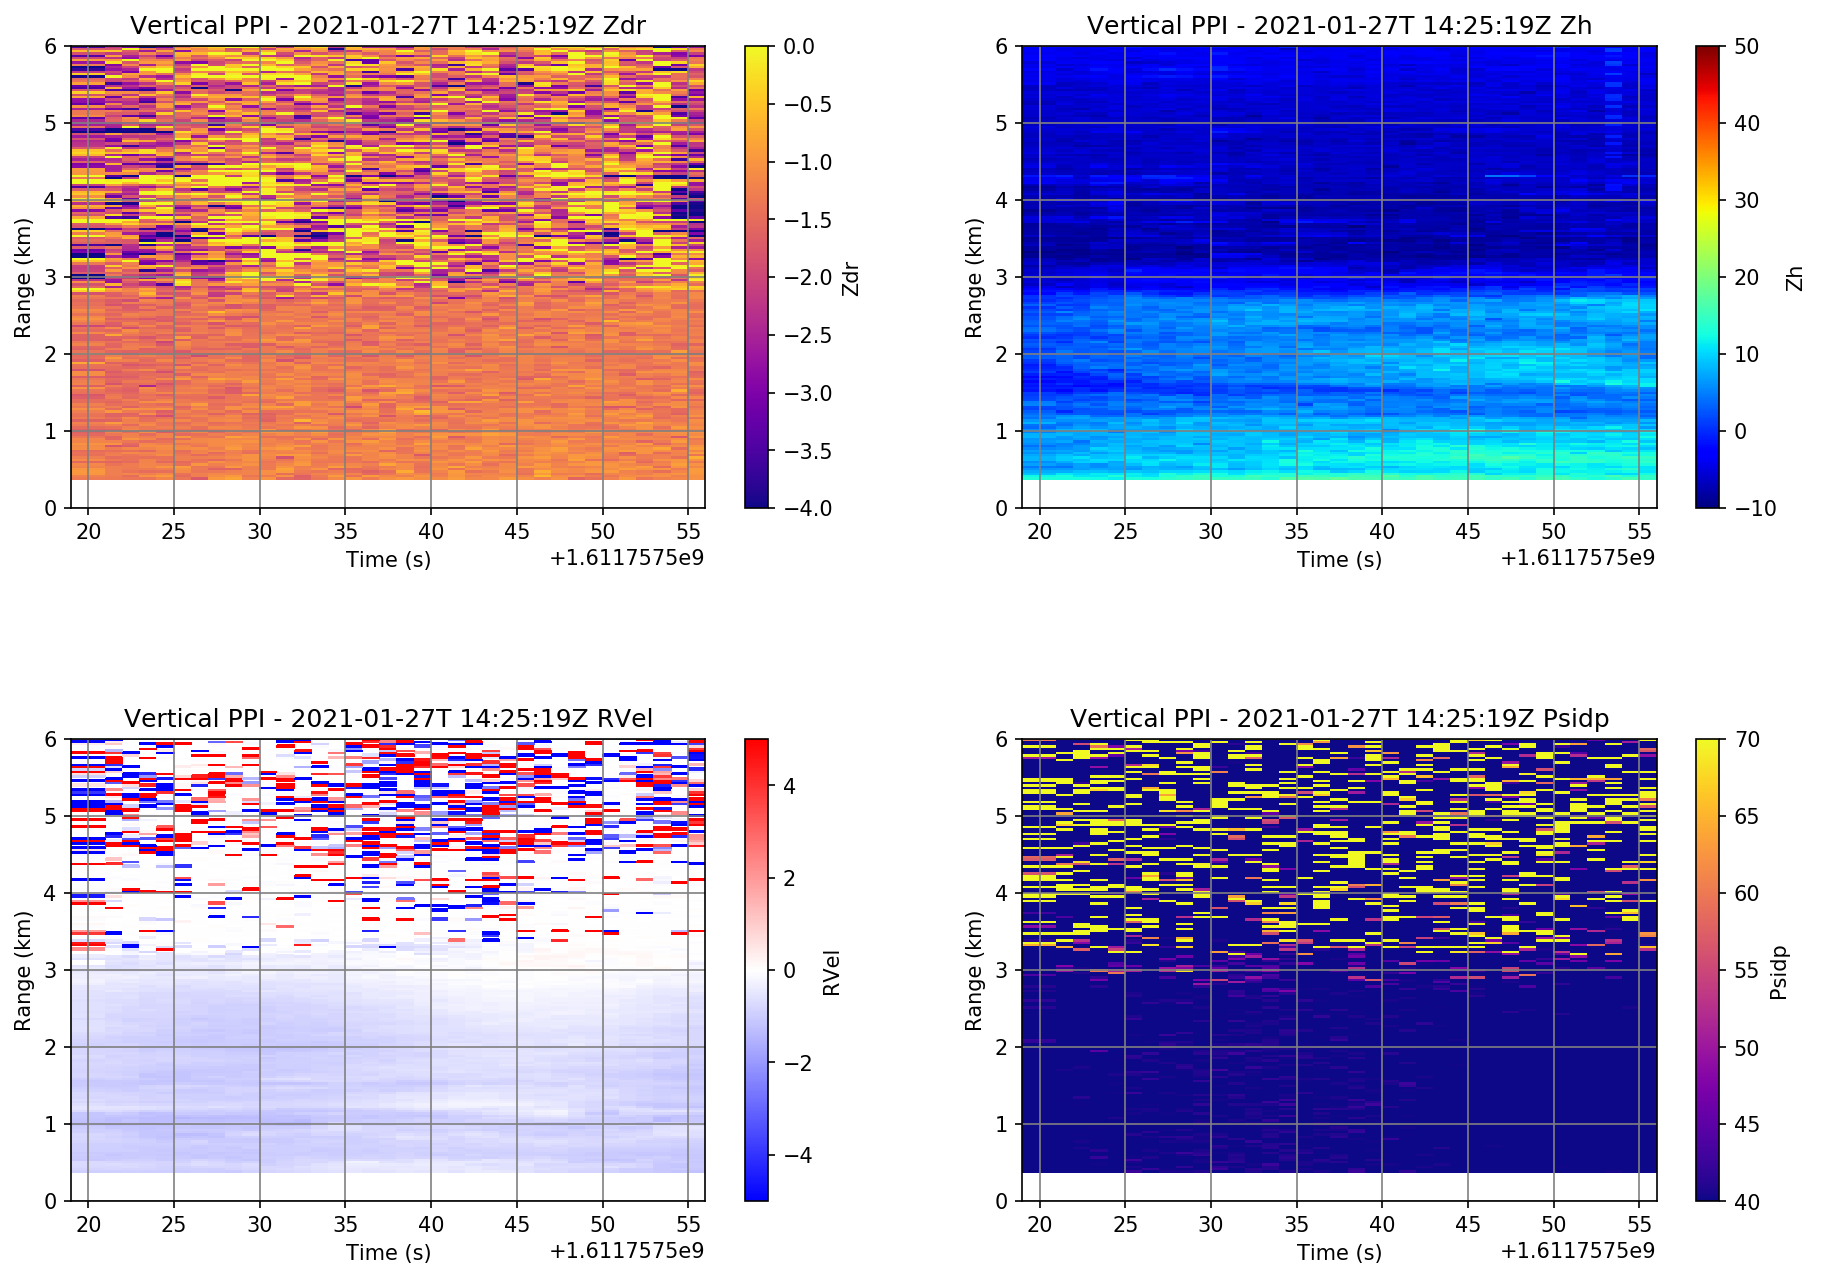 Vertical PPI - 2021-01-27T 14:25:19Z Zdr
6
5
4
3
2
1
0
Range (km)
20 25 30 35 40 45 50 55
Time (s)
+1.6117575e9
0.0
−0.5
−1.0
−1.5
−2.0
−2.5
−3.0
−3.5
−4.0
Zdr
Vertical PPI - 2021-01-27T 14:25:19Z Zh
6
5
4
3
2
1
0
Range (km)
20 25 30 35 40 45 50 55
Time (s)
+1.6117575e9
50
40
30
20
10
0
−10
Zh
Vertical PPI - 2021-01-27T 14:25:19Z RVel
6
5
4
3
2
1
0
Range (km)
20 25 30 35 40 45 50 55
Time (s)
+1.6117575e9
4
2
0
−2
−4
RVel
Vertical PPI - 2021-01-27T 14:25:19Z Psidp
6
5
4
3
2
1
0
Range (km)
20 25 30 35 40 45 50 55
Time (s)
+1.6117575e9
70
65
60
55
50
45
40
Psidp